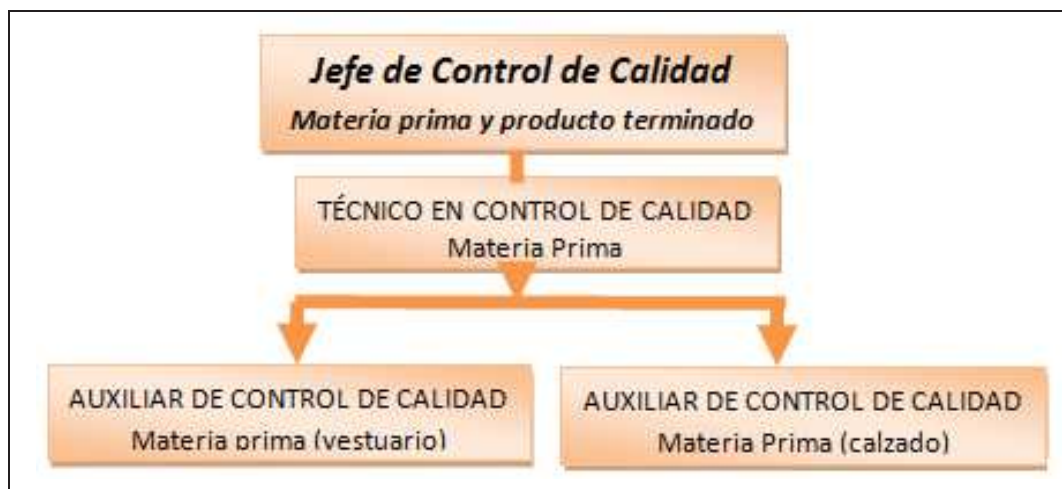 Jefe de Control de Calidad
Materia prima y producto terminado
TÉCNICO EN CONTROL DE CALIDAD
Materia Prima
AUXILIAR DE CONTROL DE CALIDAD
Materia prima (vestuario)
AUXILIAR DE CONTROL DE CALIDAD
Materia Prima (calzado)